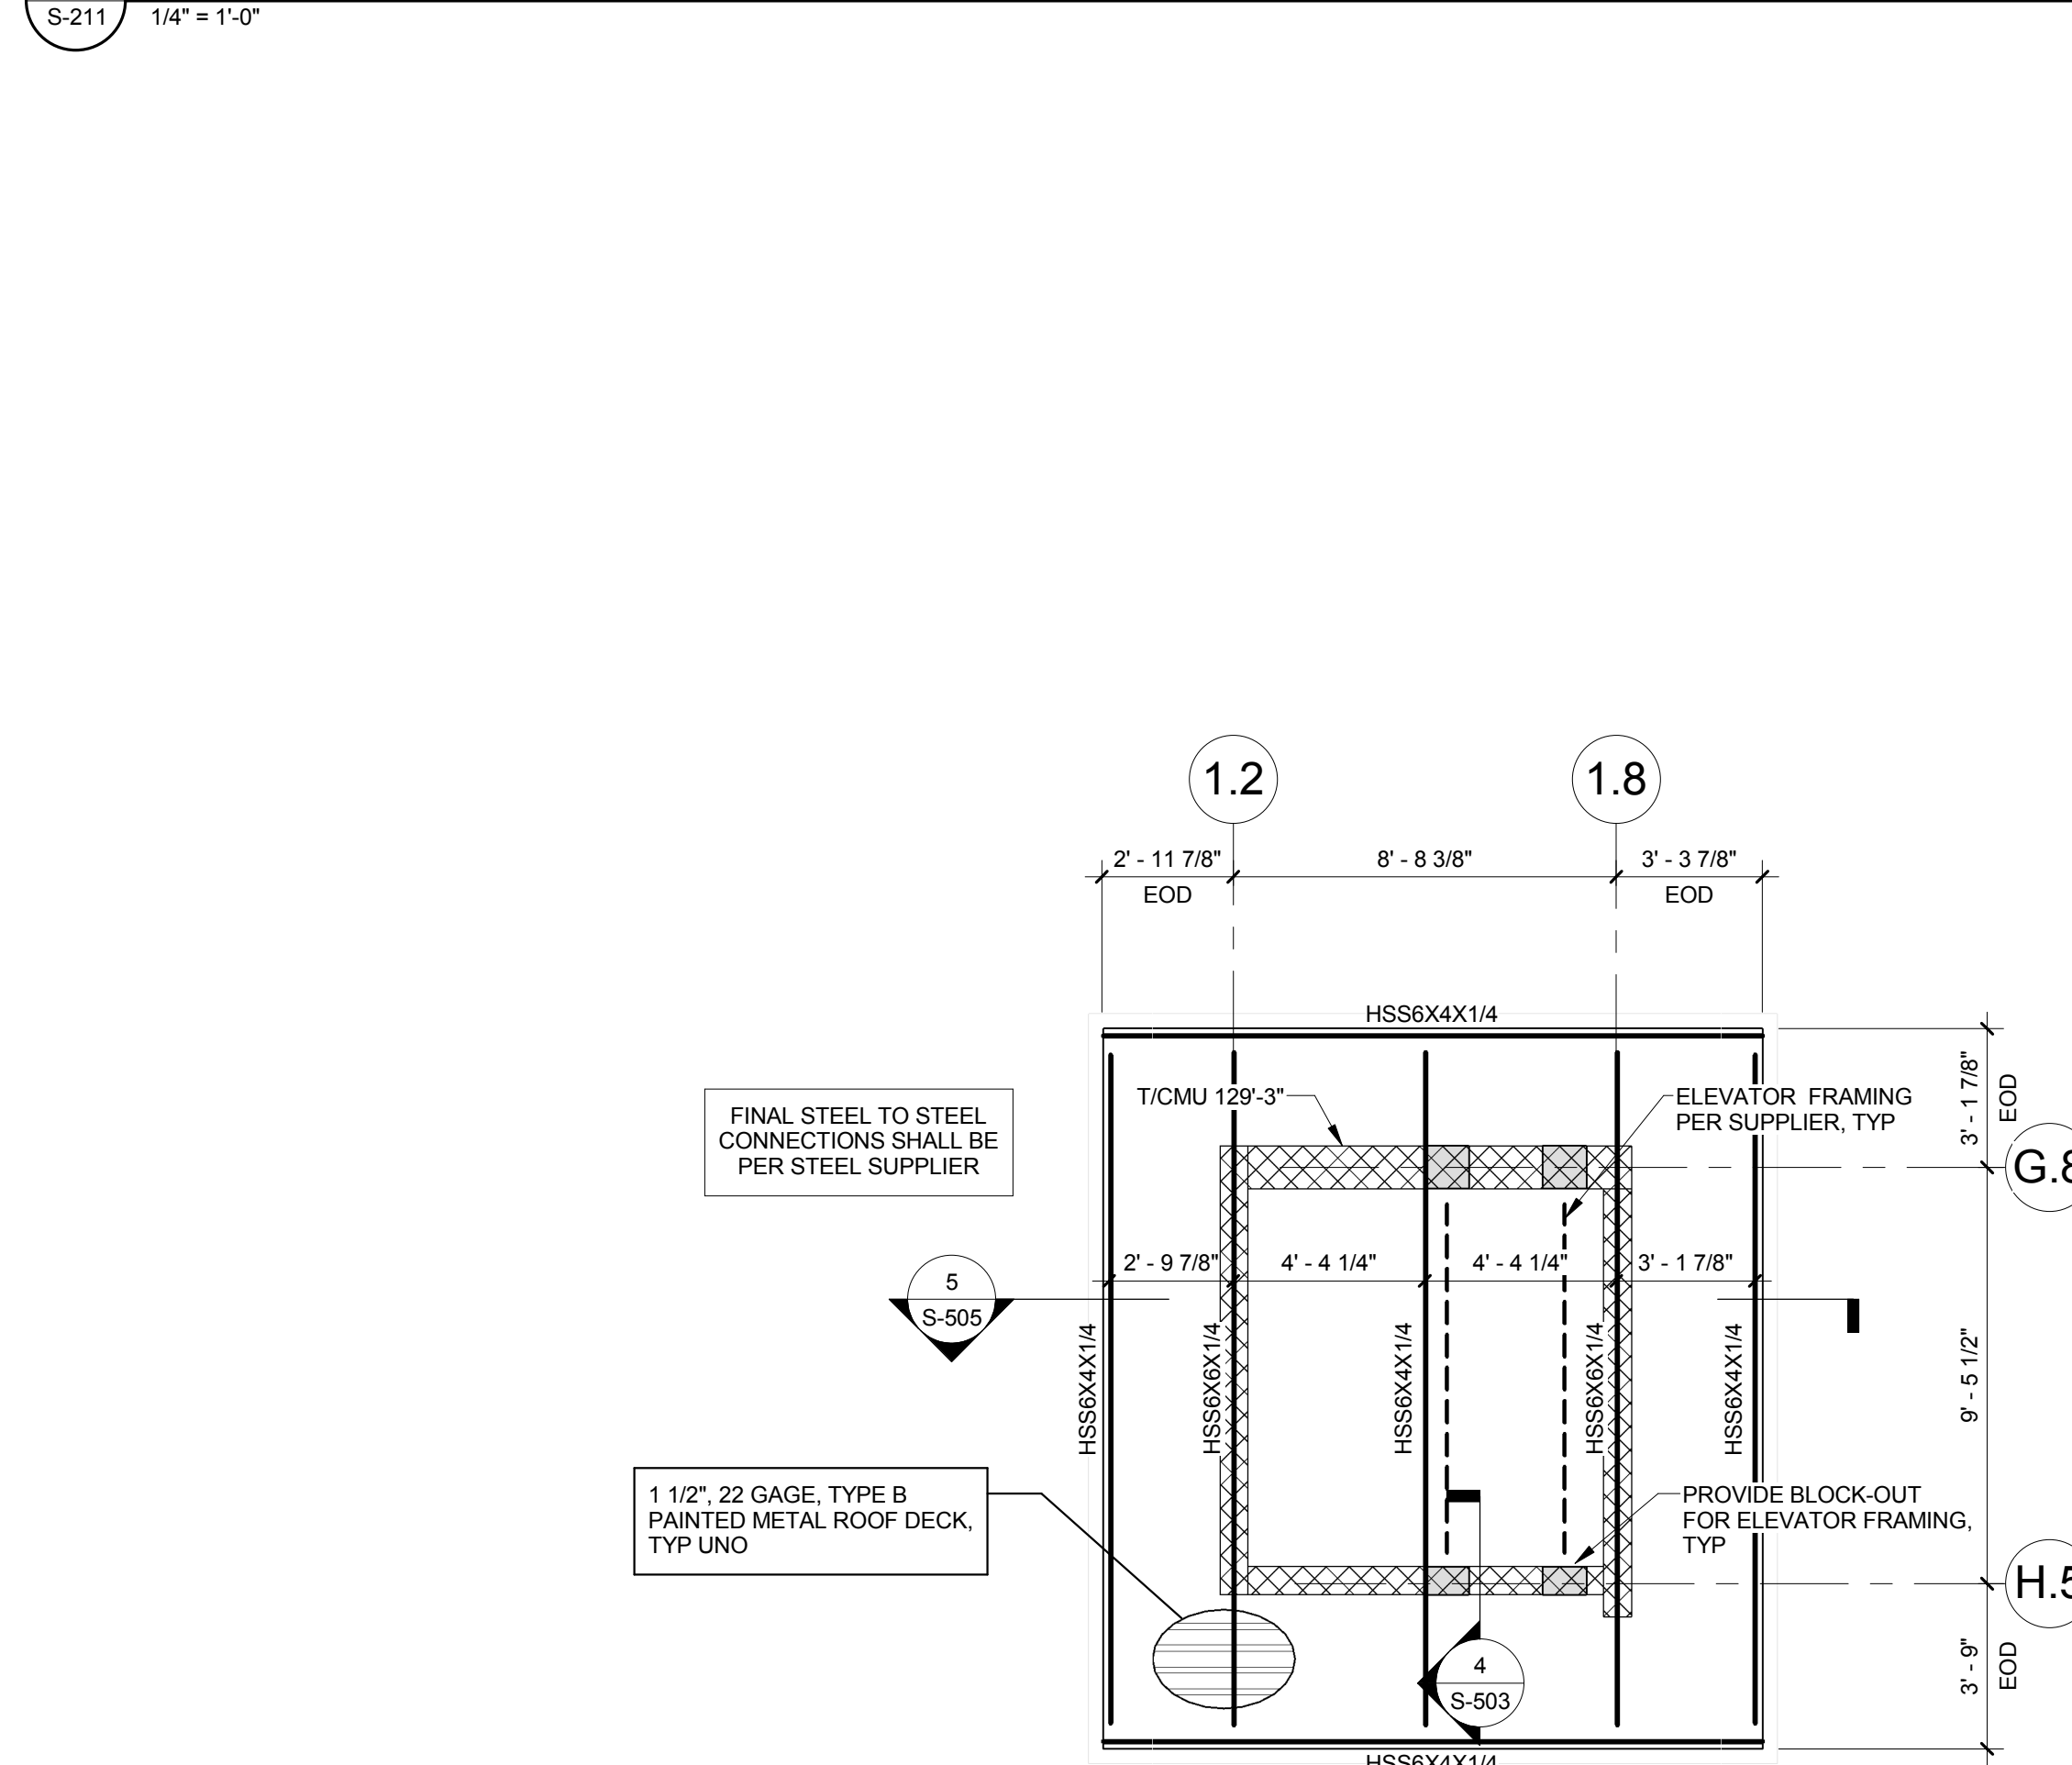 S-211 1/4" = 1'-0"
1.2
1.8
2' - 11 7/8"
8' - 8 3/8"
3' - 3 7/8"
EOD
EOD
HSS6X4X1/4
3' - 1 7/8"
EOD
T/CMU 129'-3"
ELEVATOR FRAMING
PER SUPPLIER, TYP
FINAL STEEL TO STEEL
CONNECTIONS SHALL BE
PER STEEL SUPPLIER
G.8
2' - 9 7/8"
4' - 4 1/4"
4' - 4 1/4"
3' - 1 7/8"
5
S-505
HSS6X4X1/4
HSS6X6X1/4
HSS6X4X1/4
HSS6X6X1/4
HSS6X4X1/4
9' - 5 1/2"
1 1/2", 22 GAGE, TYPE B
PAINTED METAL ROOF DECK,
TYP UNO
PROVIDE BLOCK-OUT
FOR ELEVATOR FRAMING,
TYP
H.5
4
S-503
3' - 9"
EOD
HSS6X4X1/4